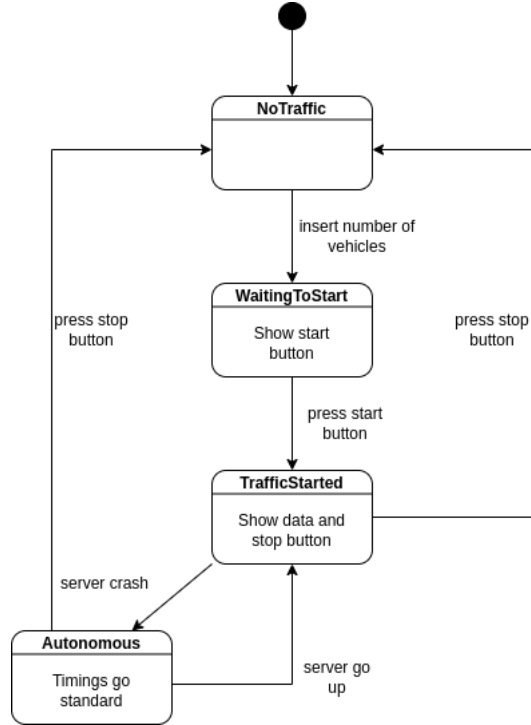 NoTraffic
insert number of
vehicles
WaitingToStart
Show start
button
press stop
button
press stop
button
press start
button
TrafficStarted
Show data and
stop button
server crash
Autonomous
Timings go
standard
server go
up